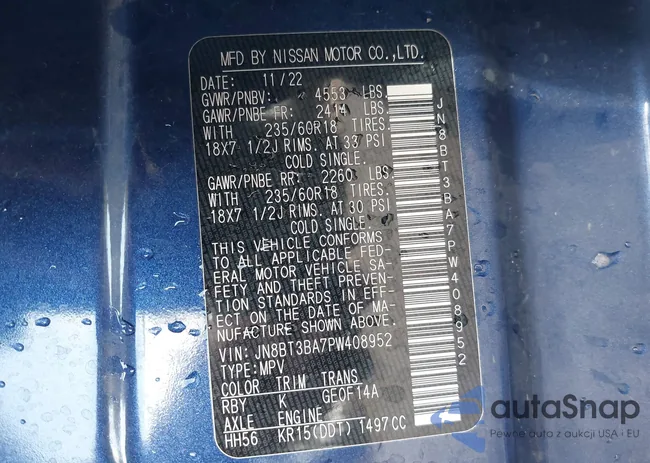 MFD BY NISSAN MOTOR CO.,LTD.
DATE: 11/22
GVWR/PNBV: 4553 LBS
GAWR/PNBE FR: 2414 LBS.
WITH 235/60R18 TIRES.
18X7 1/2J RIMS. AT 33 PSI
COLD SINGLE.
GAWR/PNBE RR: 2260 LBS.
WITH 235/60R18 TIRES.
18X7 1/2J RIMS. AT 30 PSI
COLD SINGLE.
THIS VEHICLE CONFORMS
TO ALL APPLICABLE FED-
ERAL MOTOR VEHICLE SA-
FETY AND THEFT PREVEN-
TION STANDARDS IN EFF-
ECT ON THE DATE OF MA-
NUFACTURE SHOWN ABOVE.
VIN: JN8BT3BA7PW408952
TYPE: MPV
COLOR TRIM TRANS
RBY K GE0F14A
AXLE ENGINE
HH56 KR15(DDT) 1497CC
JN8BT3BA7PW408952
autaSnap
Pewne auta z aukcji USA i EU